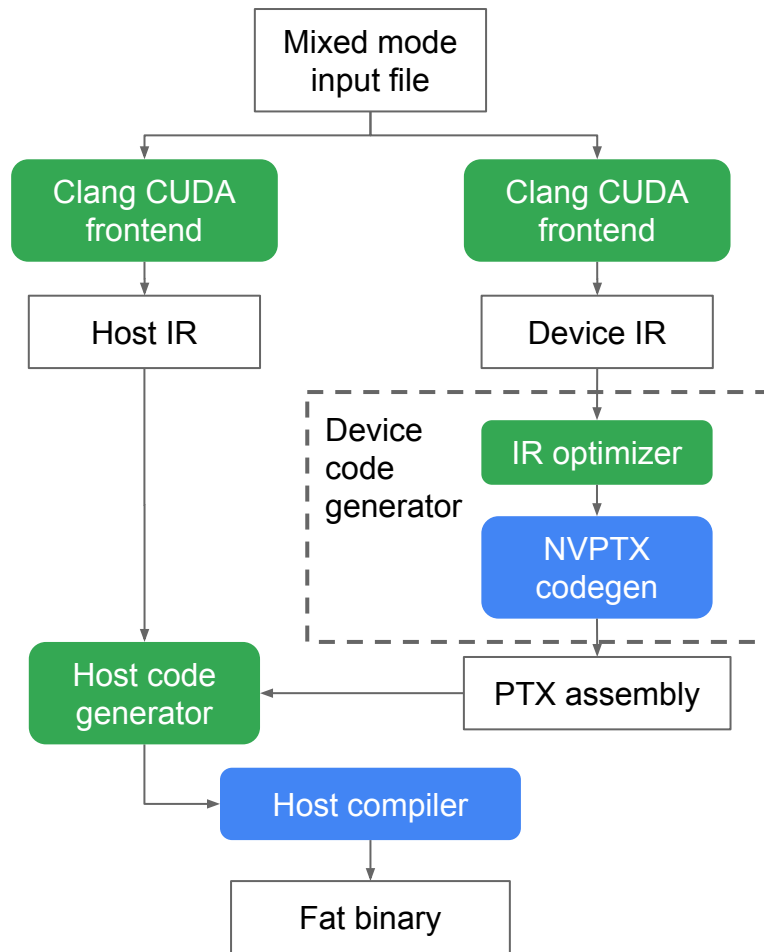 Mixed mode
input file
Clang CUDA
frontend
Clang CUDA
frontend
Host IR
Device IR
Device
code
generator
IR optimizer
NVPTX
codegen
Host code
generator
PTX assembly
Host compiler
Fat binary